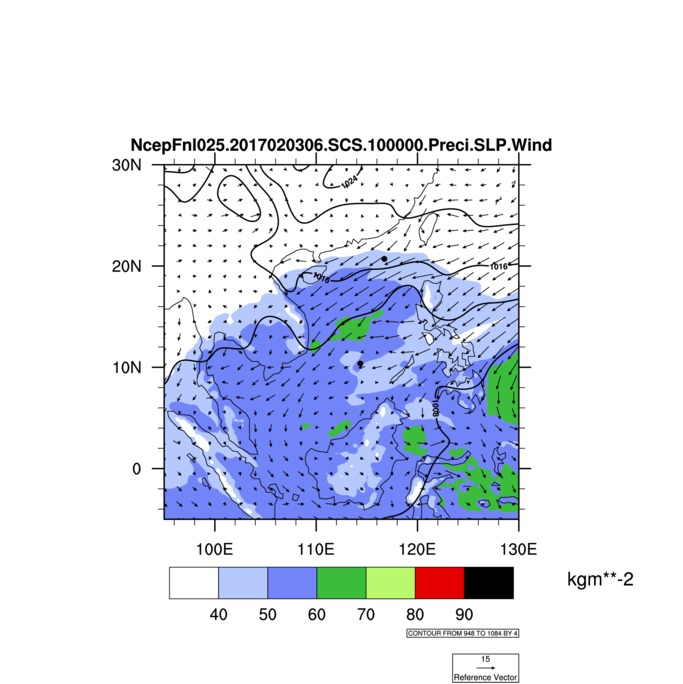 NcepFnl025.2017020306.SCS.100000.Preci.SLP.Wind
30N
1024
20N
1016
1016
10N
1008
0
100E 110E 120E 130E
kgm**-2
40 50 60 70 80 90
CONTOUR FROM 948 TO 1084 BY 4
15
Reference Vector